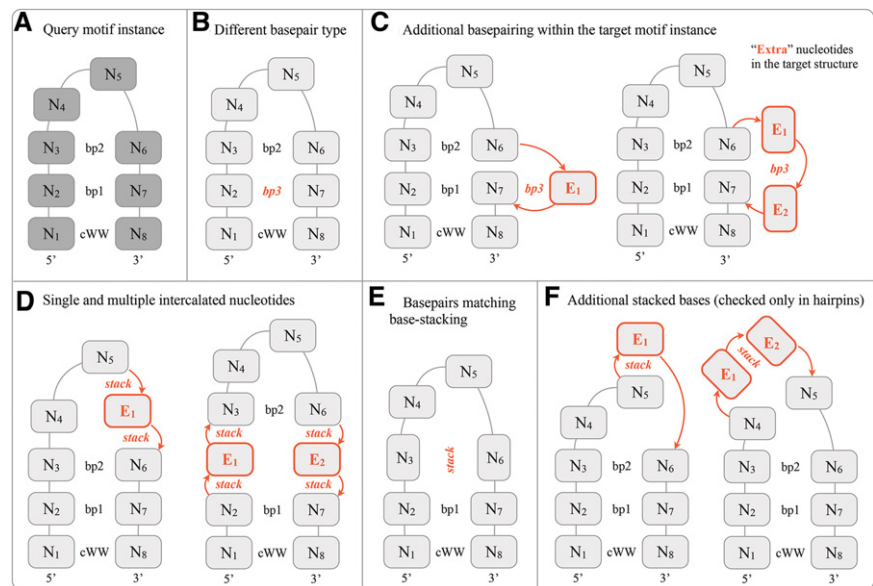 A Query motif instance
N5
N4
N3 bp2 N6
N2 bp1 N7
N1 cWW N8
5’ 3’
B Different basepair type
N5
N4
N3 bp2 N6
N2 bp3 N7
N1 cWW N8
5’ 3’
C Additional basepairing within the target motif instance
“Extra” nucleotides
in the target structure
N5
N4
N3 bp2 N6
N2 bp1 N7 bp3 E1
N1 cWW N8
5’ 3’
N5
N4
E1
N3 bp2 N6
bp3
N2 bp1 N7
E2
N1 cWW N8
5’ 3’
D Single and multiple intercalated nucleotides
N5
stack
E1
N4
stack
N3 N6
N2 bp1 N7
N1 cWW N8
5’ 3’
N5
N4
N3 bp2 N6
stack stack
E1 E2
stack stack
N2 bp1 N7
N1 cWW N8
5’ 3’
E Basepairs matching
base-stacking
N5
N4
N3 stack N6
N2 bp1 N7
N1 cWW N8
5’ 3’
F Additional stacked bases (checked only in hairpins)
E1
stack
N5
N4
N3 bp2 N6
N2 bp1 N7
N1 cWW N8
5’ 3’
E2
stack
E1
N5
N4
N3 bp2 N6
N2 bp1 N7
N1 cWW N8
5’ 3’